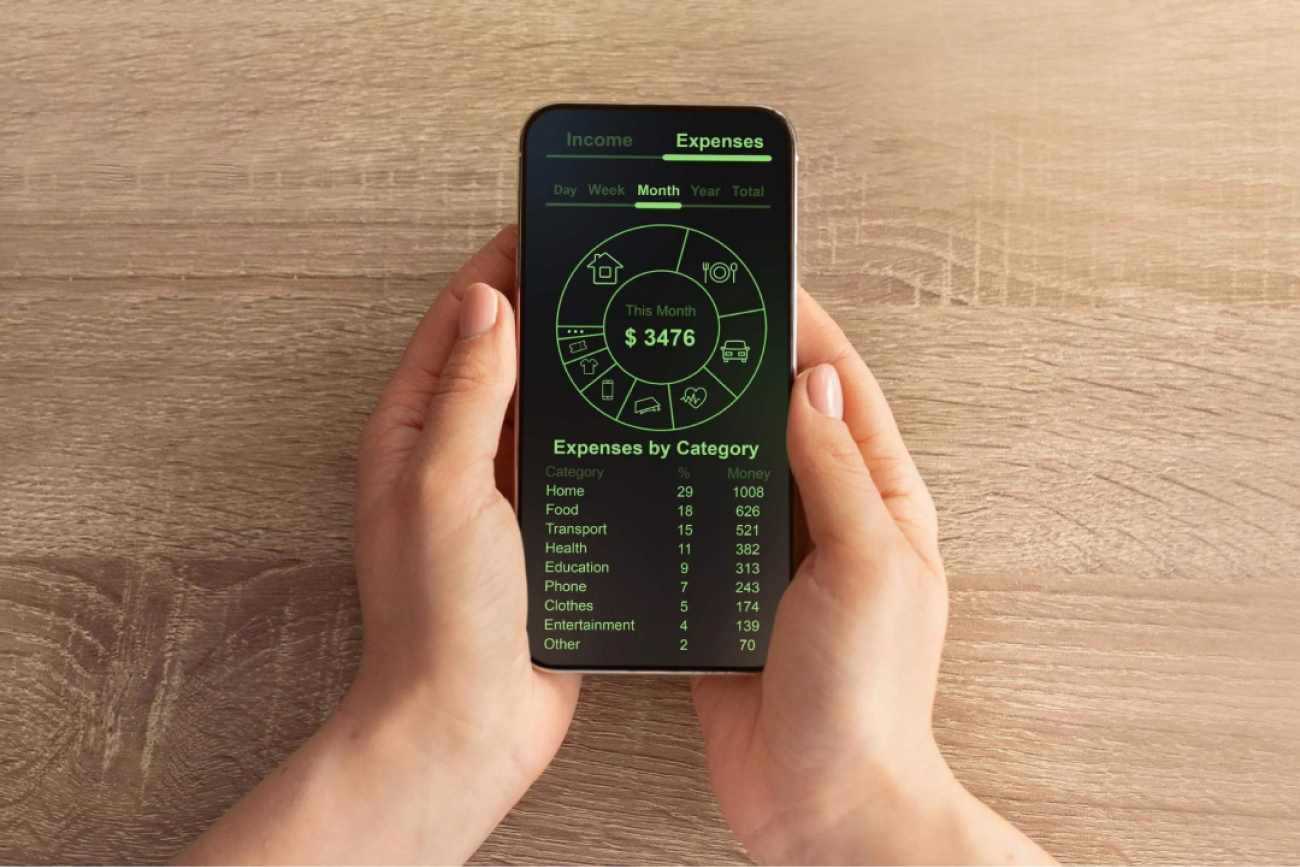 Income Expenses
Day Week Month Year Total
This Month
$ 3476
Expenses by Category
Category % Money
Home 29 1008
Food 18 626
Transport 15 521
Health 11 382
Education 9 313
Phone 7 243
Clothes 5 174
Entertainment 4 139
Other 2 70